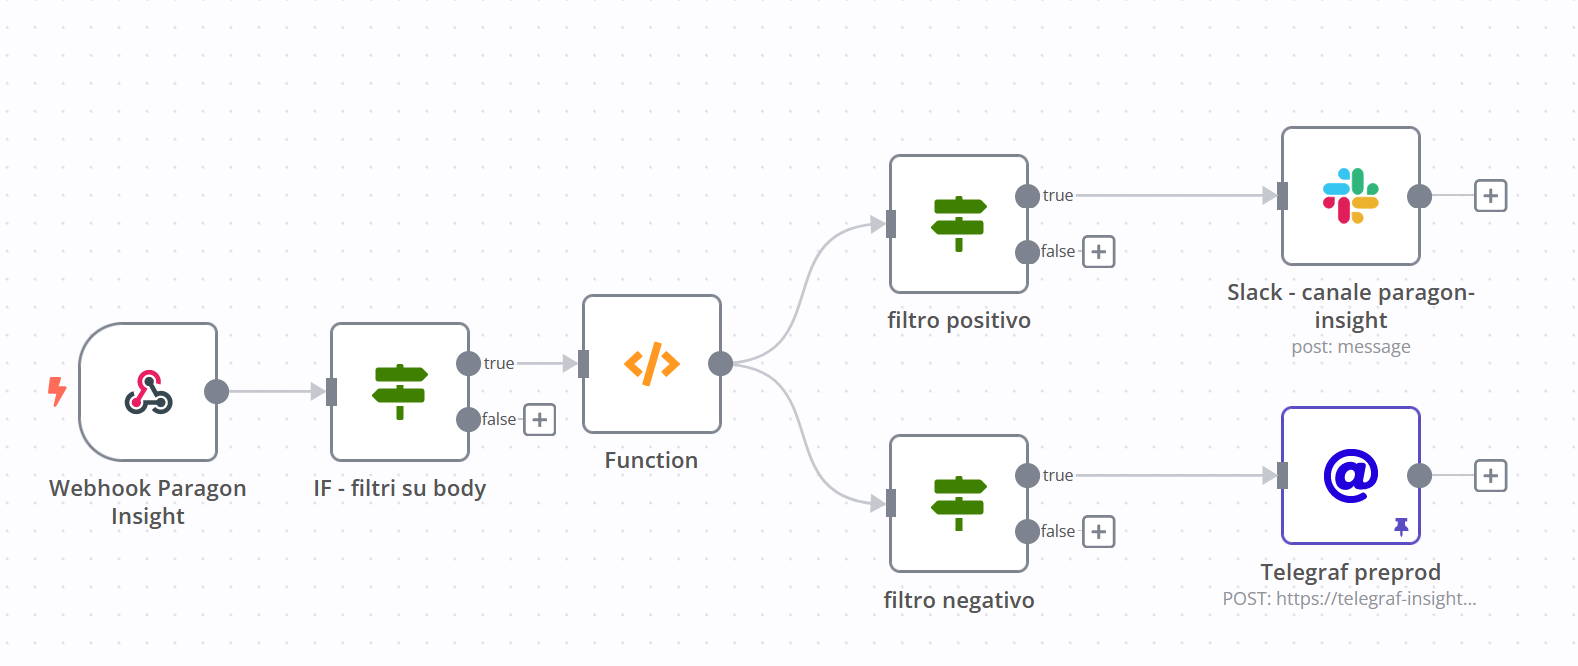 Webhook Paragon
Insight
IF - filtri su body
true
false
Function
filtro positivo
true
false
filtro negativo
true
false
Slack - canale paragon-
insight
post: message
Telegraf preprod
POST: https://telegraf-insight...